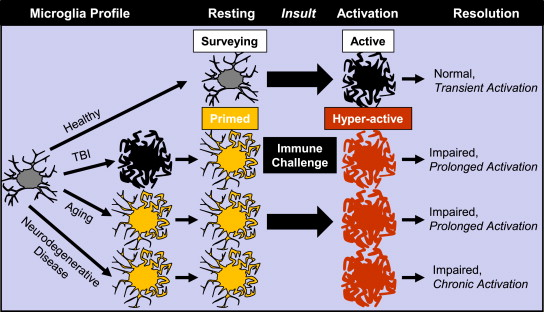 Microglia Profile Resting Insult Activation Resolution
Surveying Active
Healthy
Normal,
Transient Activation
Primed Hyper-active
TBI
Immune
Challenge
Impaired,
Prolonged Activation
Aging
Impaired,
Prolonged Activation
Neurodegenerative
Disease
Impaired,
Chronic Activation